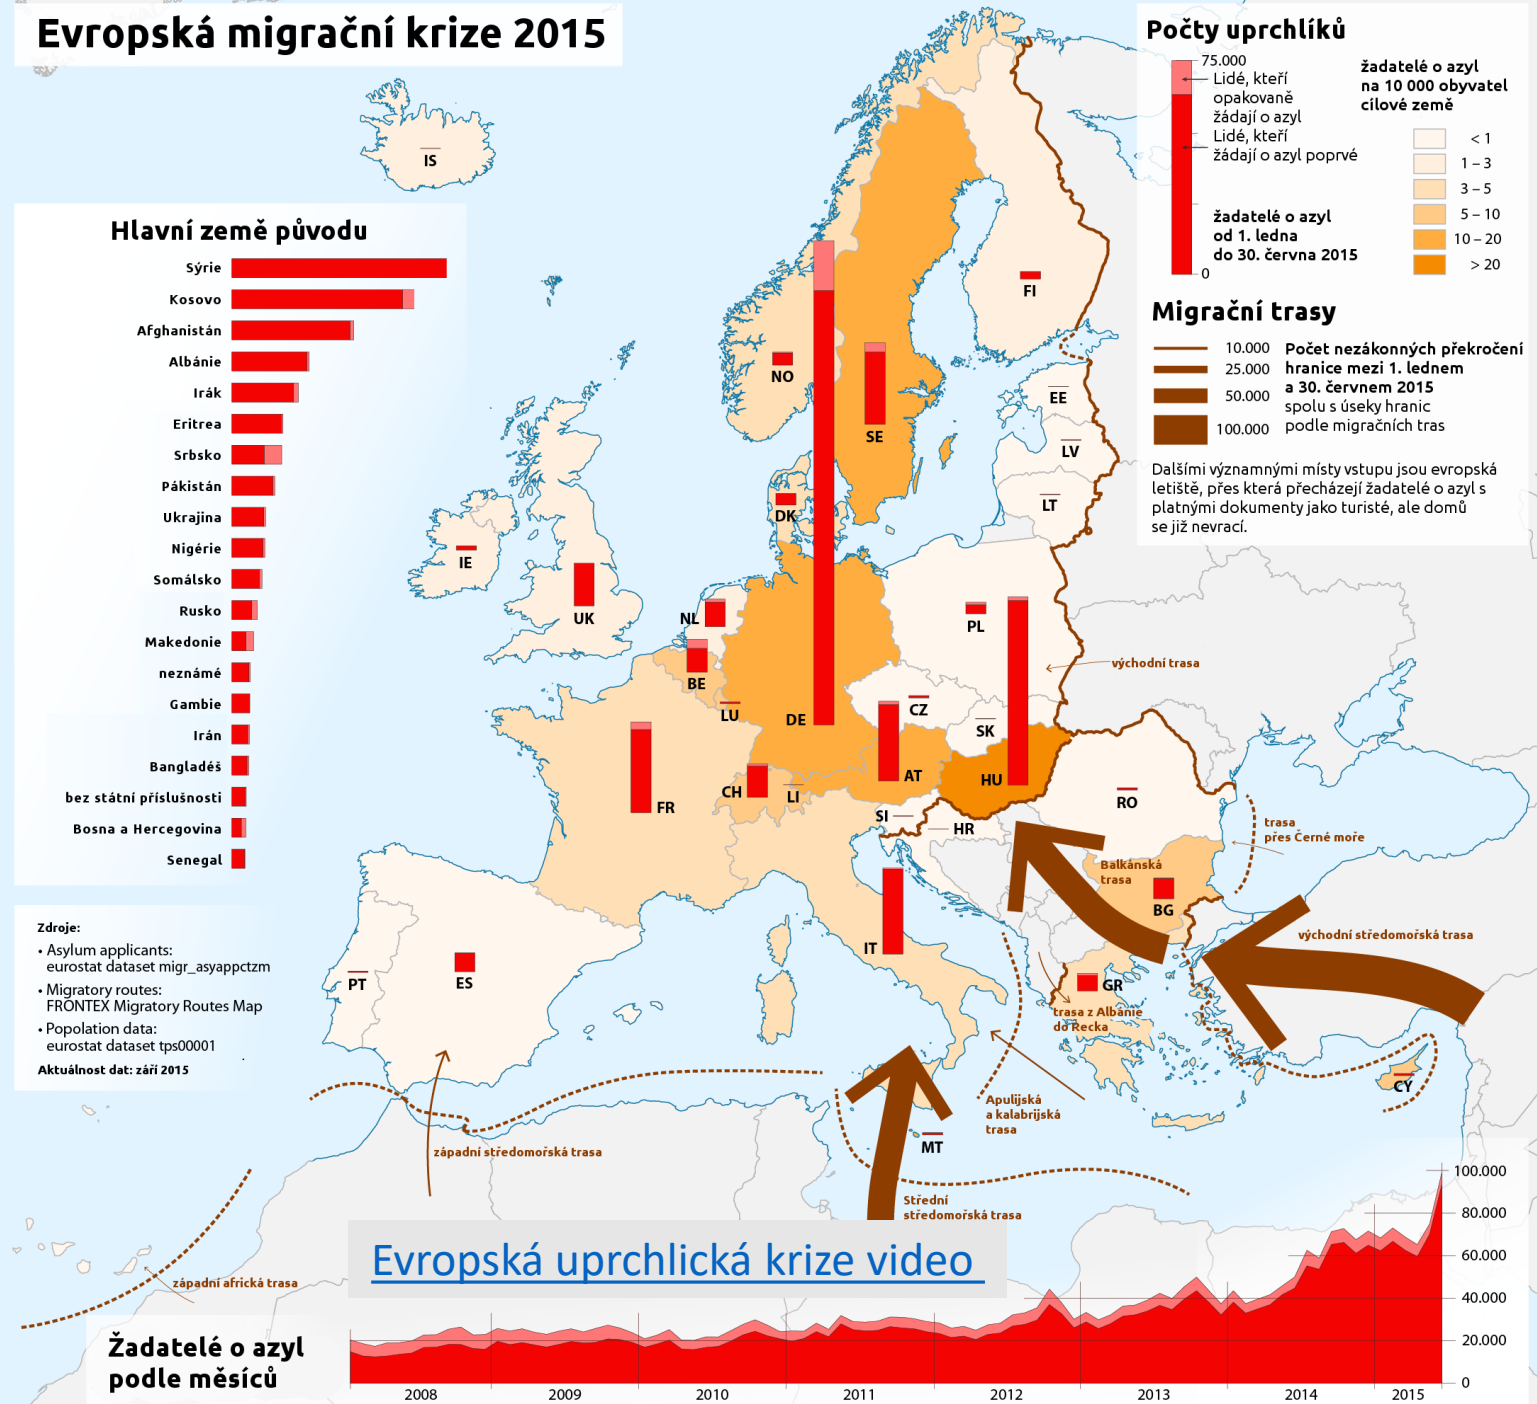 Evropská migrační krize 2015
Počty uprchlíků
75.000
Lidé, kteří
opakovaně
žádají o azyl
Lidé, kteří
žádají o azyl poprvé
žadatelé o azyl
od 1. ledna
do 30. června 2015
0
žadatelé o azyl
na 10 000 obyvatel
cílové země
< 1
1 – 3
3 – 5
5 – 10
10 – 20
> 20
Migrační trasy
10.000
25.000
50.000
100.000
Počet nezákonných překročení
hranice mezi 1. lednem
a 30. červnem 2015
spolu s úseky hranic
podle migračních tras
Dalšími významnými místy vstupu jsou evropská
letiště, přes která přecházejí žadatelé o azyl s
platnými dokumenty jako turisté, ale domů
se již nevrací.
Hlavní země původu
Sýrie
Kosovo
Afghanistán
Albánie
Irák
Eritrea
Srbsko
Pákistán
Ukrajina
Nigérie
Somálsko
Rusko
Makedonie
neznámé
Gambie
Irán
Bangladéš
bez státní příslušnosti
Bosna a Hercegovina
Senegal
Zdroje:
• Asylum applicants:
eurostat dataset migr_asyappctzm
• Migratory routes:
FRONTEX Migratory Routes Map
• Popolation data:
eurostat dataset tps00001
.
Aktuálnost dat: září 2015
IS
FI
NO
SE
EE
LV
LT
DK
IE
UK
NL
PL
BE
LU
DE
CZ
SK
FR
CH
LI
AT
HU
SI
HR
RO
BG
IT
PT
ES
GR
CY
MT
východní trasa
trasa
přes Černé moře
Balkánská
trasa
východní středomořská trasa
trasa z Albánie
do Recka
Apulijská
a kalabrijská
trasa
západní středomořská trasa
Střední
středomořská trasa
západní africká trasa
Evropská uprchlická krize video
Žadatelé o azyl
podle měsíců
100.000
80.000
60.000
40.000
20.000
0
2008
2009
2010
2011
2012
2013
2014
2015